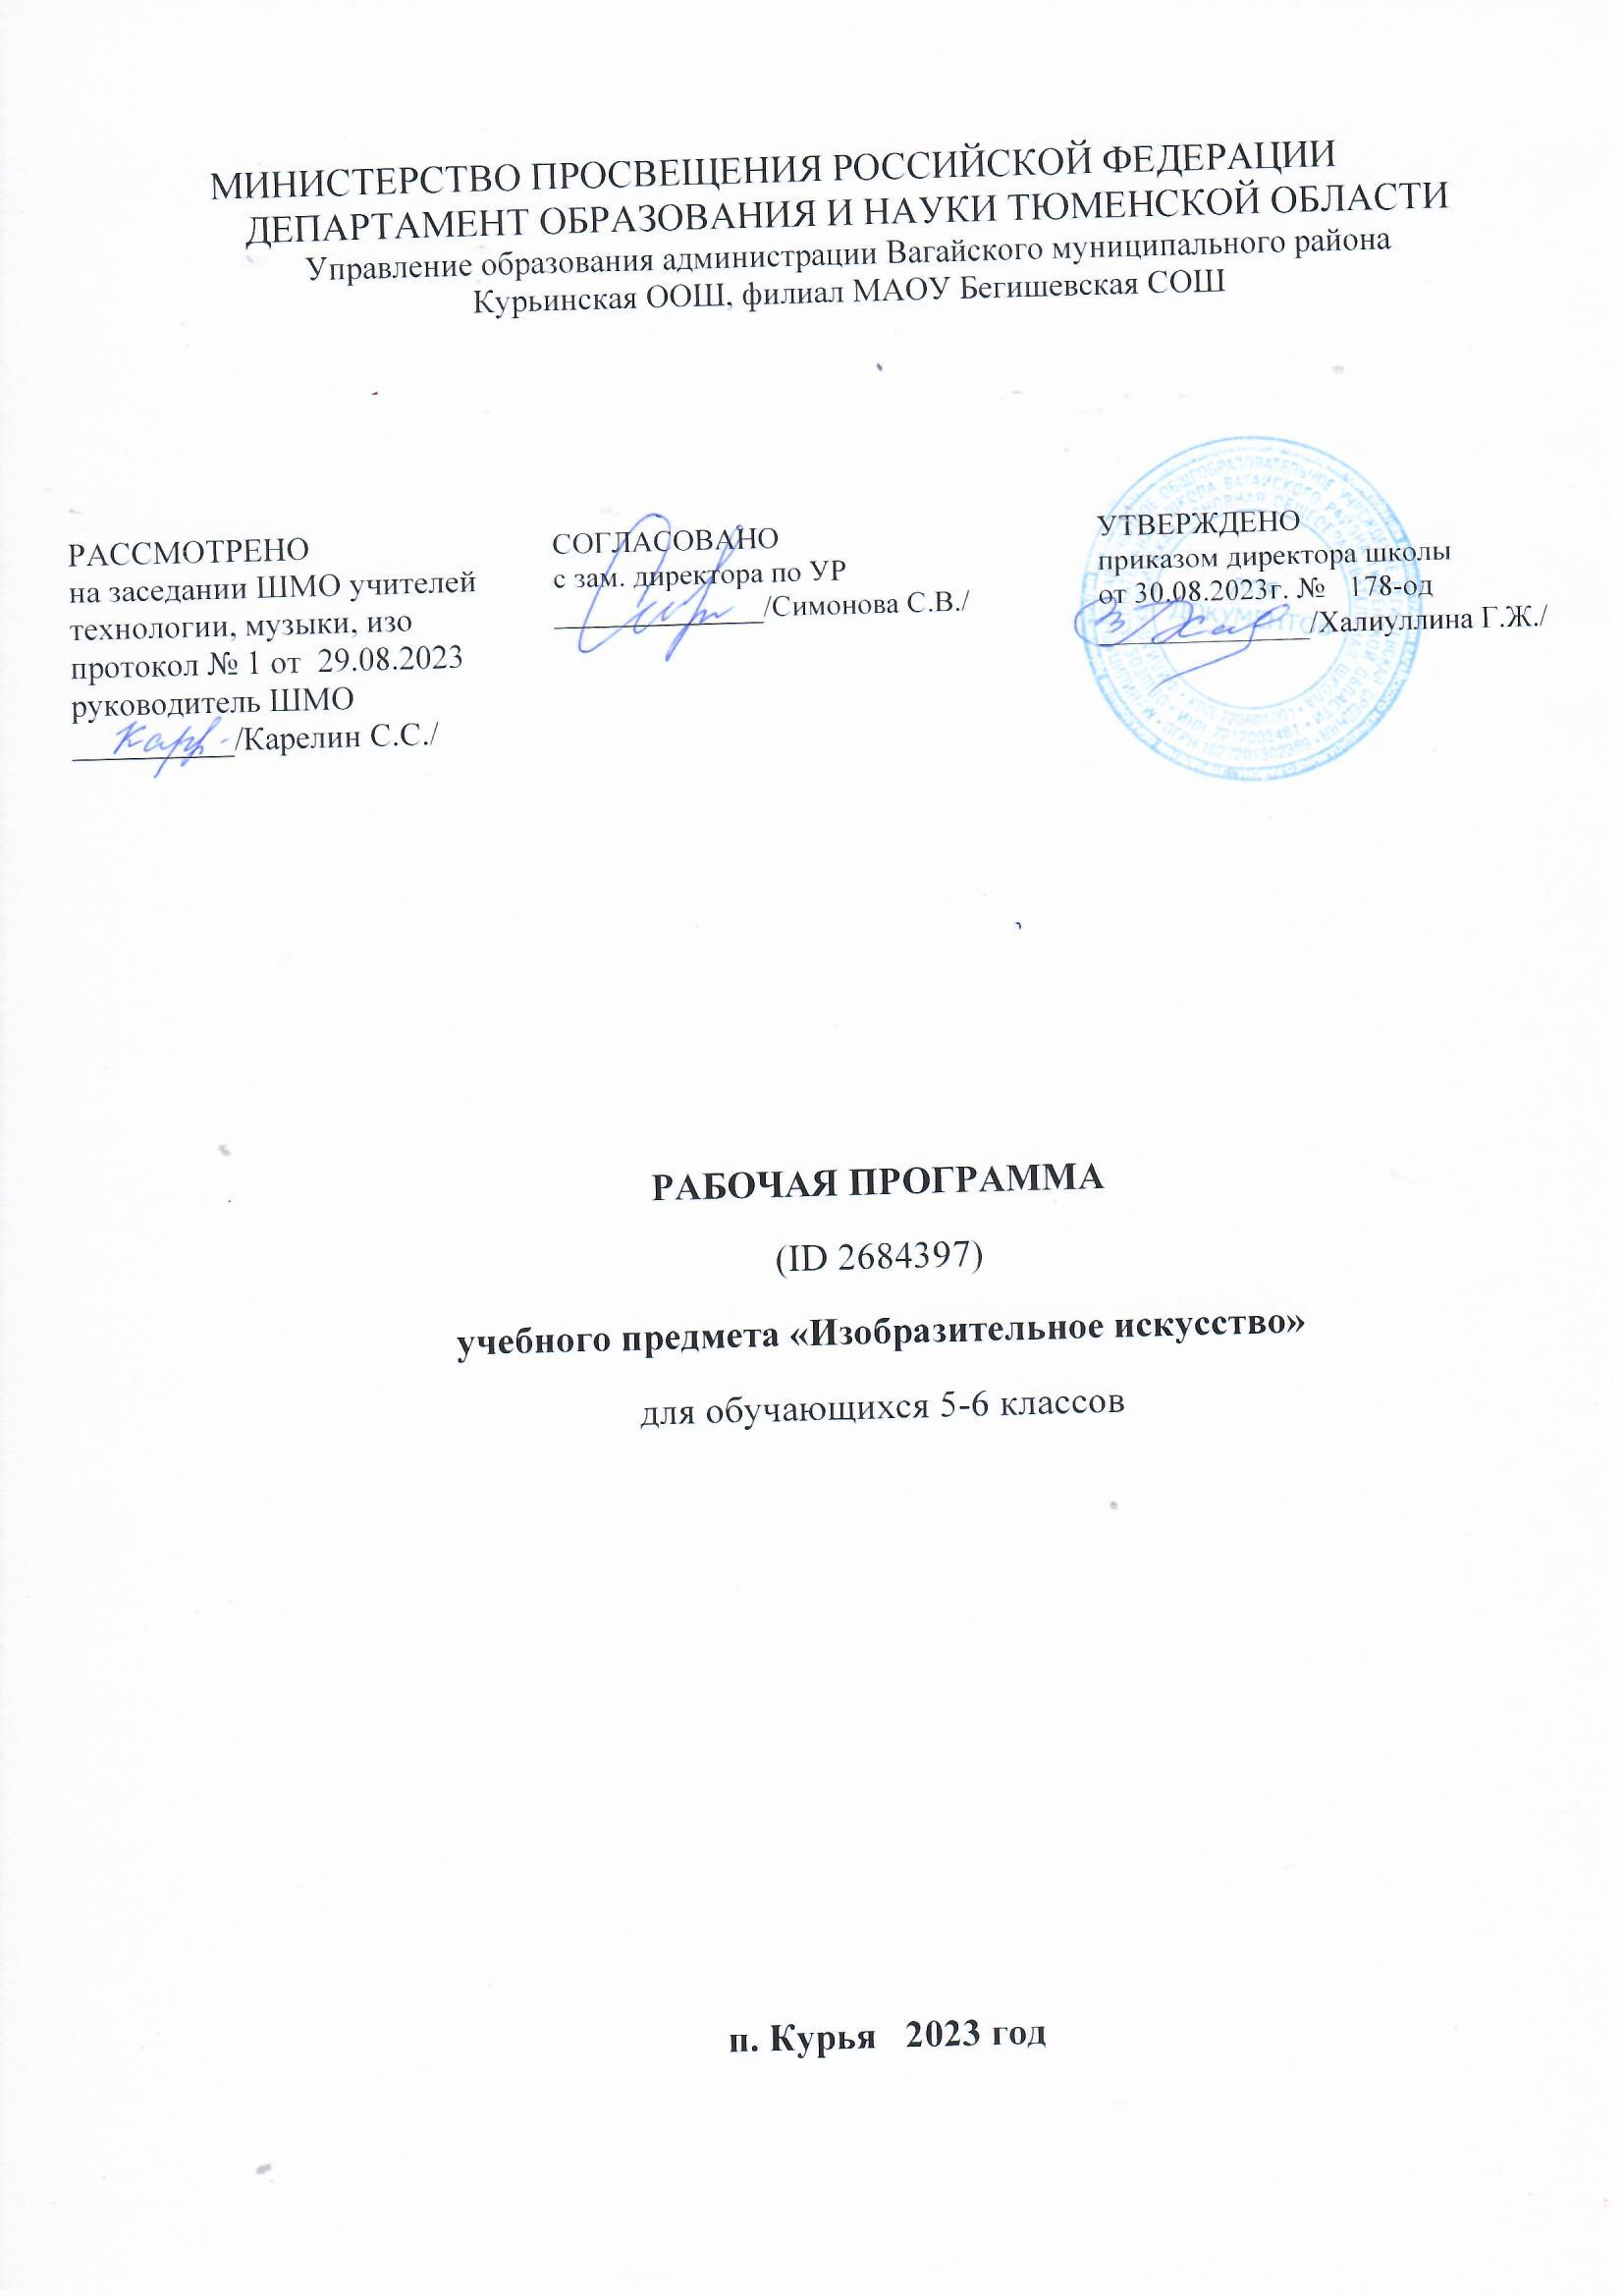 МИНИСТЕРСТВО ПРОСВЕЩЕНИЯ РОССИЙСКОЙ ФЕДЕРАЦИИ
ДЕПАРТАМЕНТ ОБРАЗОВАНИЯ И НАУКИ ТЮМЕНСКОЙ ОБЛАСТИ
Управление образования администрации Вагайского муниципального района
Курьинская ООШ, филиал МАОУ Бегишевская СОШ
РАССМОТРЕНО
на заседании ШМО учителей
технологии, музыки, изо
протокол № 1 от 29.08.2023
руководитель ШМО
/Карелин С.С./
СОГЛАСОВАНО
с зам. директора по УР
/Симонова С.В./
УТВЕРЖДЕНО
приказом директора школы
от 30.08.2023г. № 178-од
/Халиуллина Г.Ж./
РАБОЧАЯ ПРОГРАММА
(ID 2684397)
учебного предмета «Изобразительное искусство»
для обучающихся 5-6 классов
п. Курья 2023 год